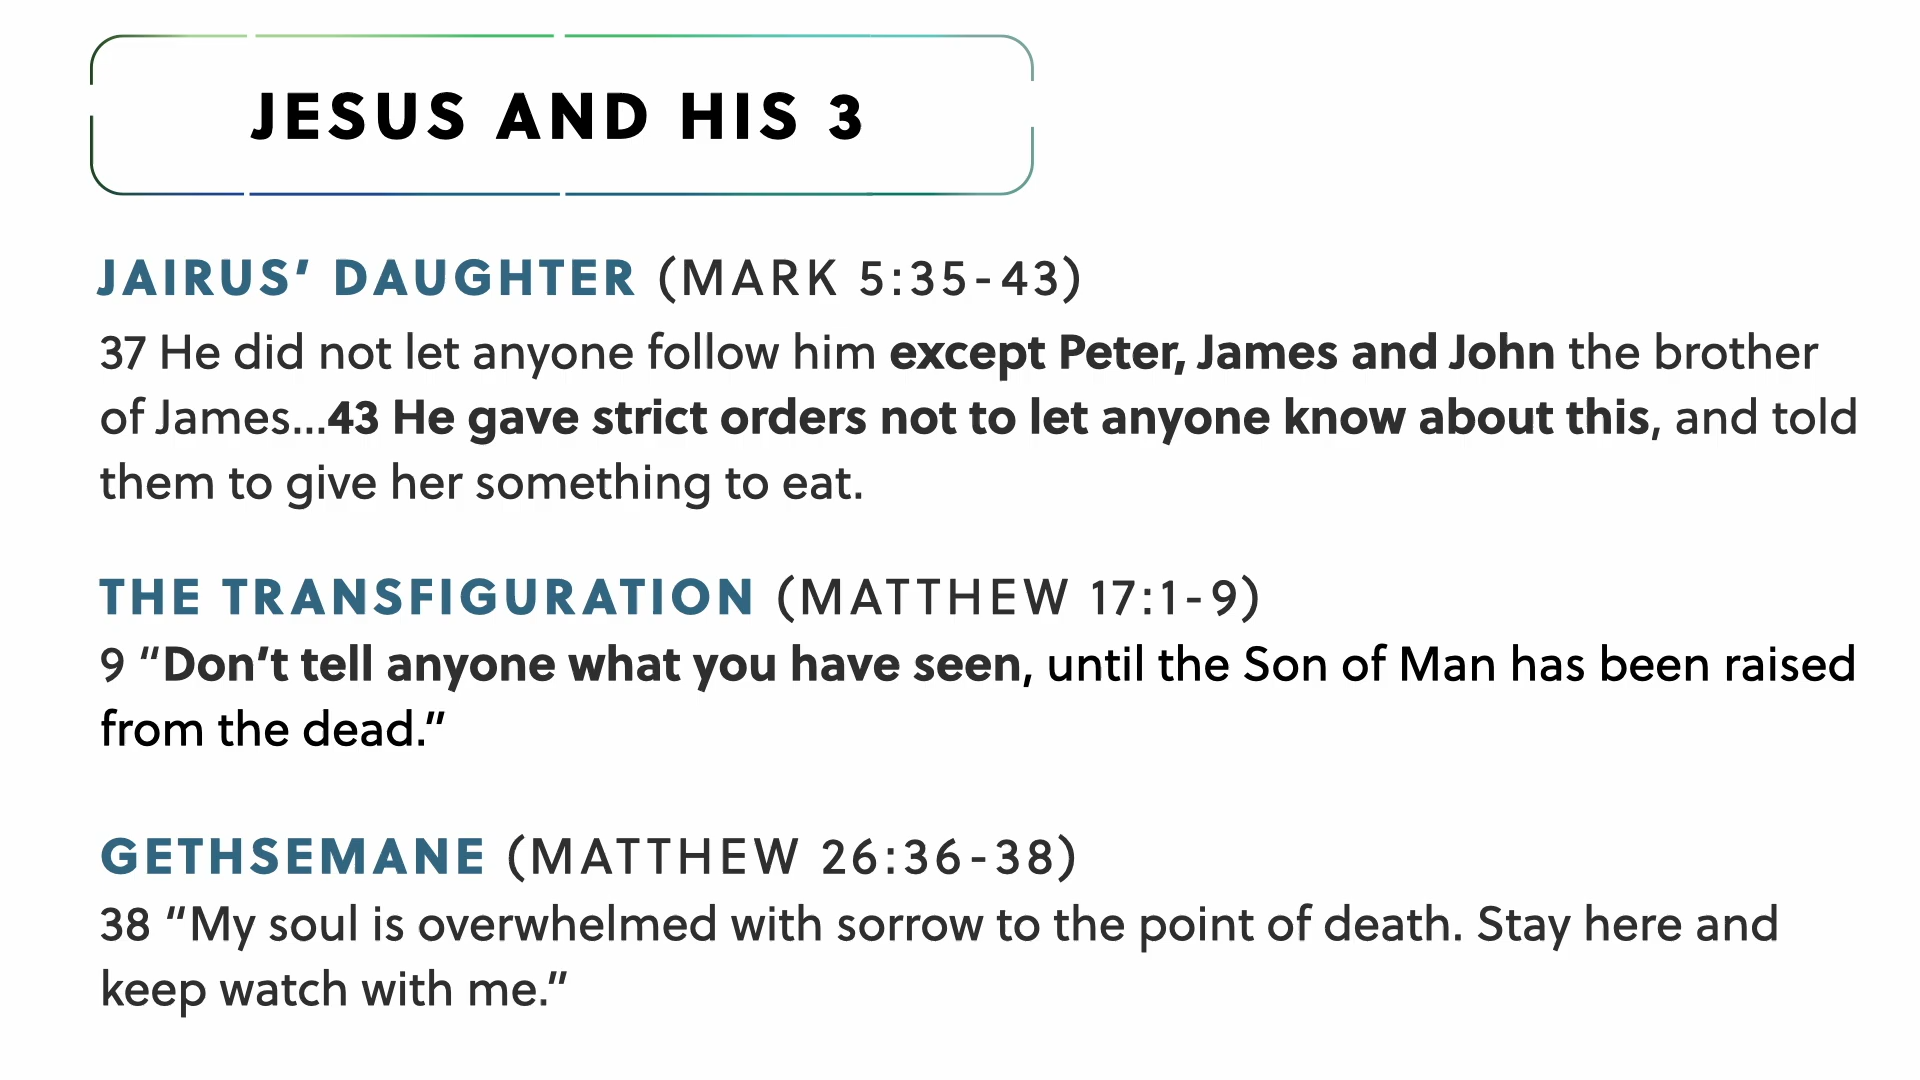 JESUS AND HIS 3
JAIRUS’ DAUGHTER (MARK 5:35-43)
37 He did not let anyone follow him except Peter, James and John the brother
of James...43 He gave strict orders not to let anyone know about this, and told
them to give her something to eat.
THE TRANSFIGURATION (MATTHEW 17:1-9)
9 “Don’t tell anyone what you have seen, until the Son of Man has been raised
from the dead.”
GETHSEMANE (MATTHEW 26:36-38)
38 “My soul is overwhelmed with sorrow to the point of death. Stay here and
keep watch with me.”